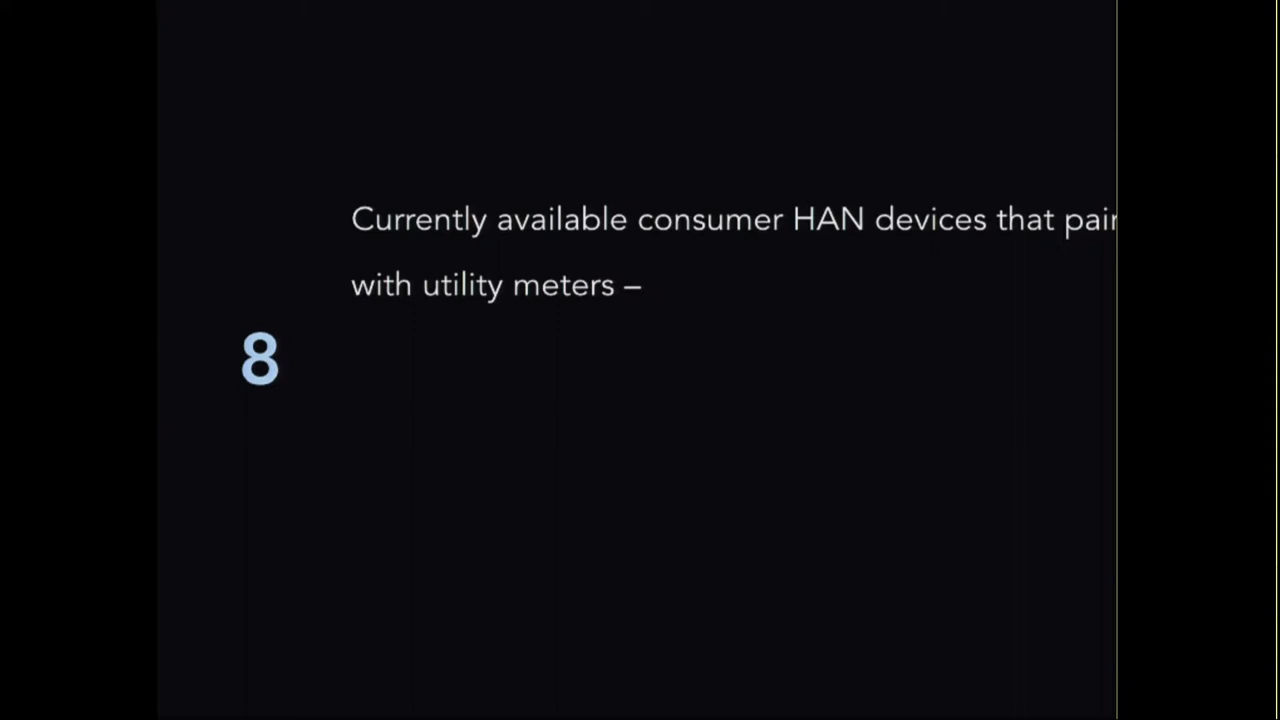 Currently available consumer HAN devices that pair
with utility meters –
8